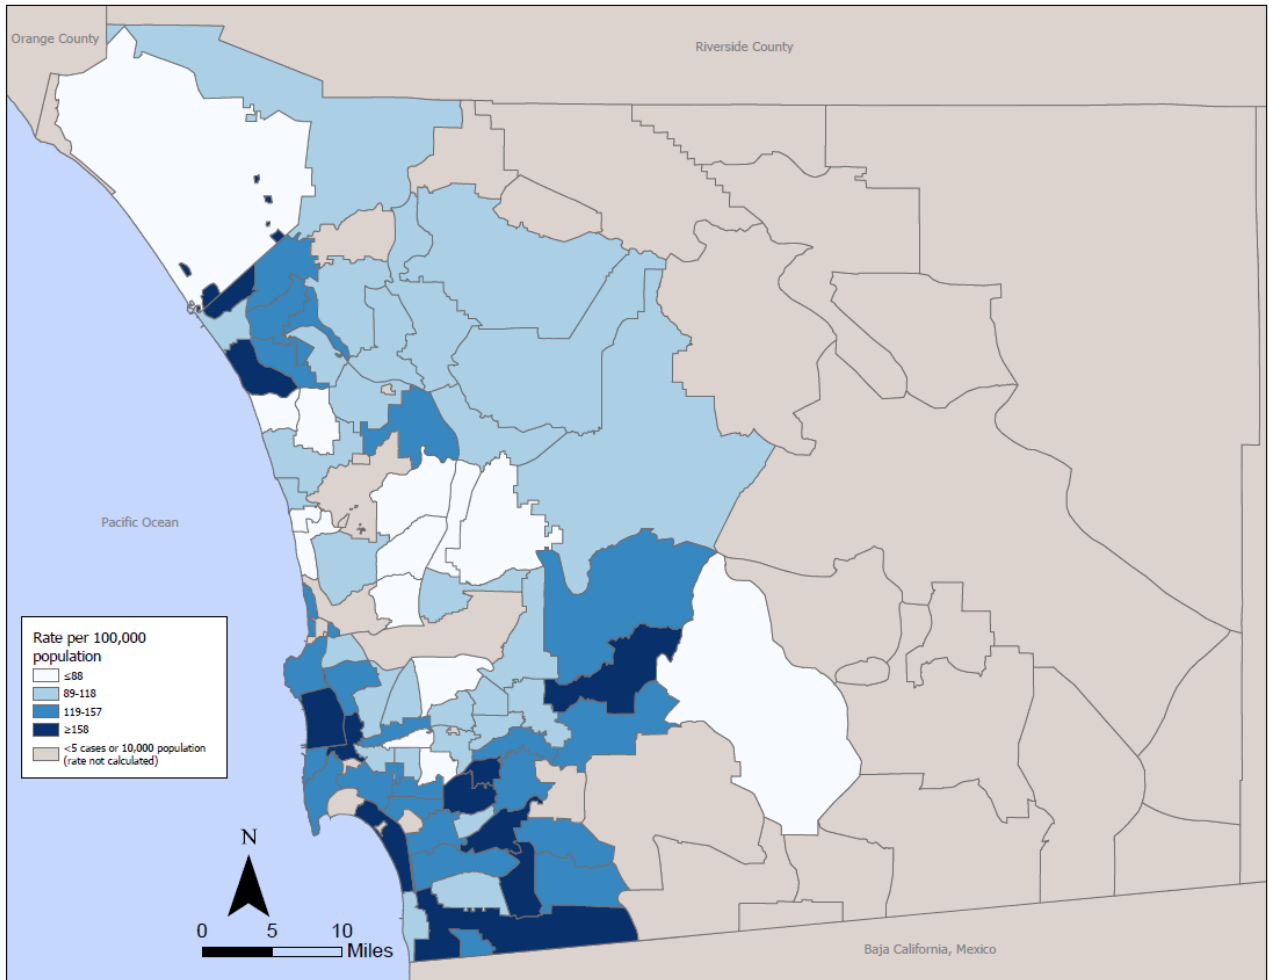 Orange County
Riverside County
Pacific Ocean
Rate per 100,000
population
≤88
89-118
119-157
≥158
<5 cases or 10,000 population
(rate not calculated)
N
0 5 10
Miles
Baja California, Mexico